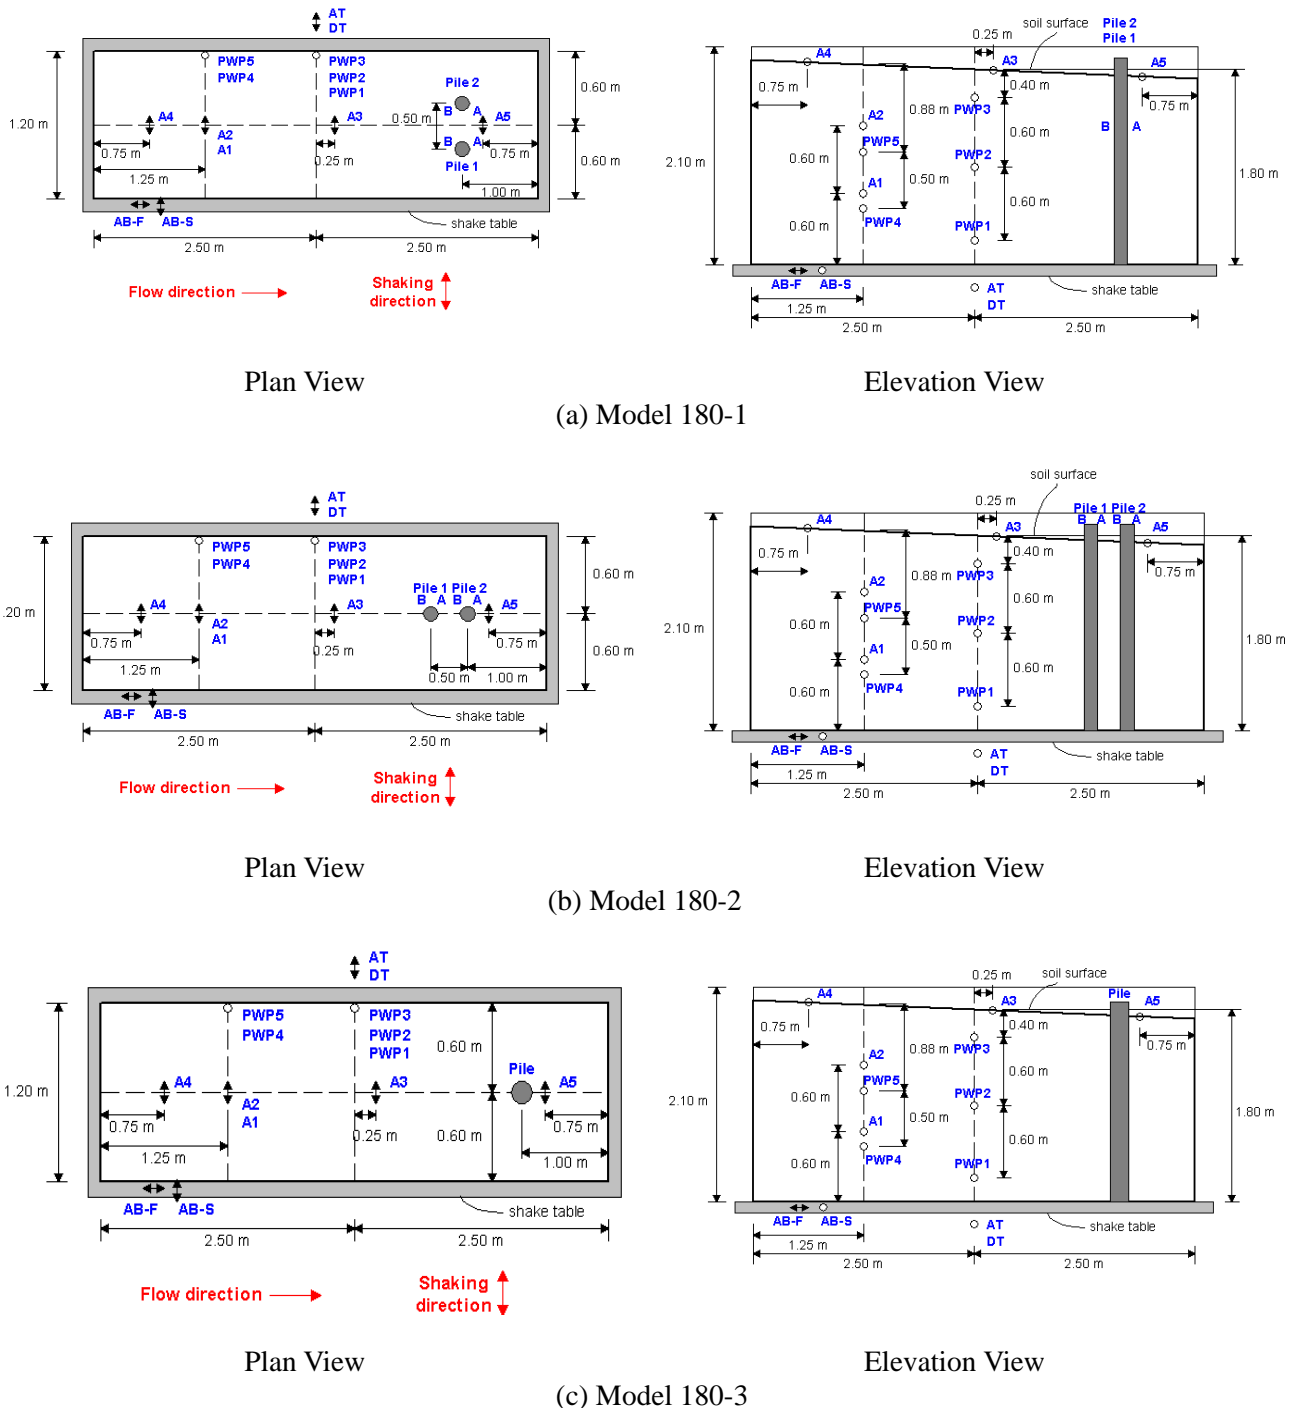 AT
DT
PWP5
PWP4
PWP3
PWP2
PWP1
Pile 2
0.60 m
1.20 m
A4
A2
A1
A3
0.50 m
B A
A5
B A
0.75 m
0.25 m
Pile 1
0.75 m
0.60 m
1.25 m
1.00 m
AB-F AB-S
shake table
2.50 m
2.50 m
Flow direction
Shaking
direction
soil surface
Pile 2
Pile 1
0.25 m
A4
A3
A5
0.75 m
0.40 m
0.75 m
0.88 m
PWP3
A2
B A
0.60 m
PWP5
0.60 m
PWP2
2.10 m
1.80 m
A1
0.50 m
PWP4
0.60 m
0.60 m
PWP1
AB-F AB-S
AT
DT
shake table
1.25 m
2.50 m
2.50 m
Plan View
Elevation View
(a) Model 180-1
AT
DT
PWP5
PWP4
PWP3
PWP2
PWP1
0.60 m
.20 m
A4
A2
A1
A3
Pile 1 Pile 2
B A B A
A5
0.75 m
0.25 m
0.75 m
0.60 m
1.25 m
0.50 m
1.00 m
AB-F AB-S
shake table
2.50 m
2.50 m
Flow direction
Shaking
direction
soil surface
0.25 m
Pile 1 Pile 2
B A B A
A4
A3
A5
0.75 m
0.40 m
0.75 m
0.88 m
PWP3
A2
0.60 m
PWP5
0.60 m
PWP2
2.10 m
1.80 m
A1
0.50 m
PWP4
0.60 m
0.60 m
PWP1
AB-F AB-S
AT
DT
shake table
1.25 m
2.50 m
2.50 m
Plan View
Elevation View
(b) Model 180-2
AT
DT
PWP5
PWP4
PWP3
PWP2
PWP1
0.60 m
Pile
1.20 m
A4
A2
A1
A3
A5
0.75 m
0.25 m
0.60 m
0.75 m
1.25 m
1.00 m
AB-F AB-S
shake table
2.50 m
2.50 m
Flow direction
Shaking
direction
0.25 m
soil surface
A4
A3
Pile
A5
0.75 m
0.40 m
0.75 m
0.88 m
PWP3
A2
0.60 m
PWP5
0.60 m
PWP2
2.10 m
1.80 m
A1
0.50 m
PWP4
0.60 m
0.60 m
PWP1
AB-F AB-S
AT
DT
shake table
1.25 m
2.50 m
2.50 m
Plan View
Elevation View
(c) Model 180-3